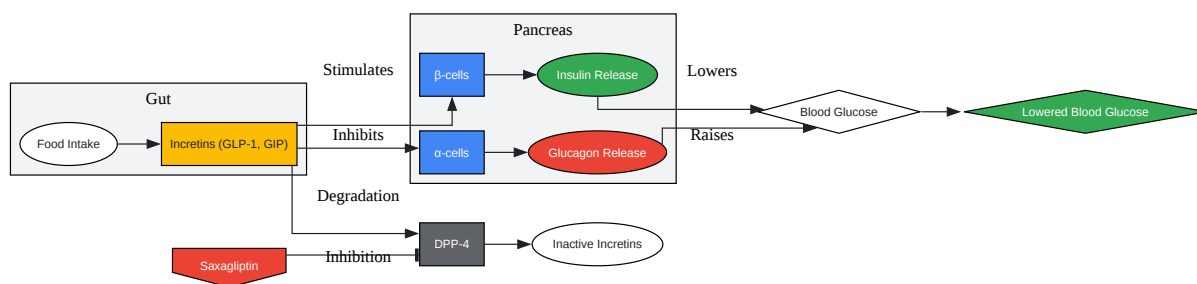 Pancreas
Stimulates
β-cells
Insulin Release
Lowers
Gut
Food Intake
Incretins (GLP-1, GIP)
Inhibits
α-cells
Glucagon Release
Raises
Blood Glucose
Lowered Blood Glucose
Degradation
DPP-4
Inactive Incretins
Saxagliptin
Inhibition